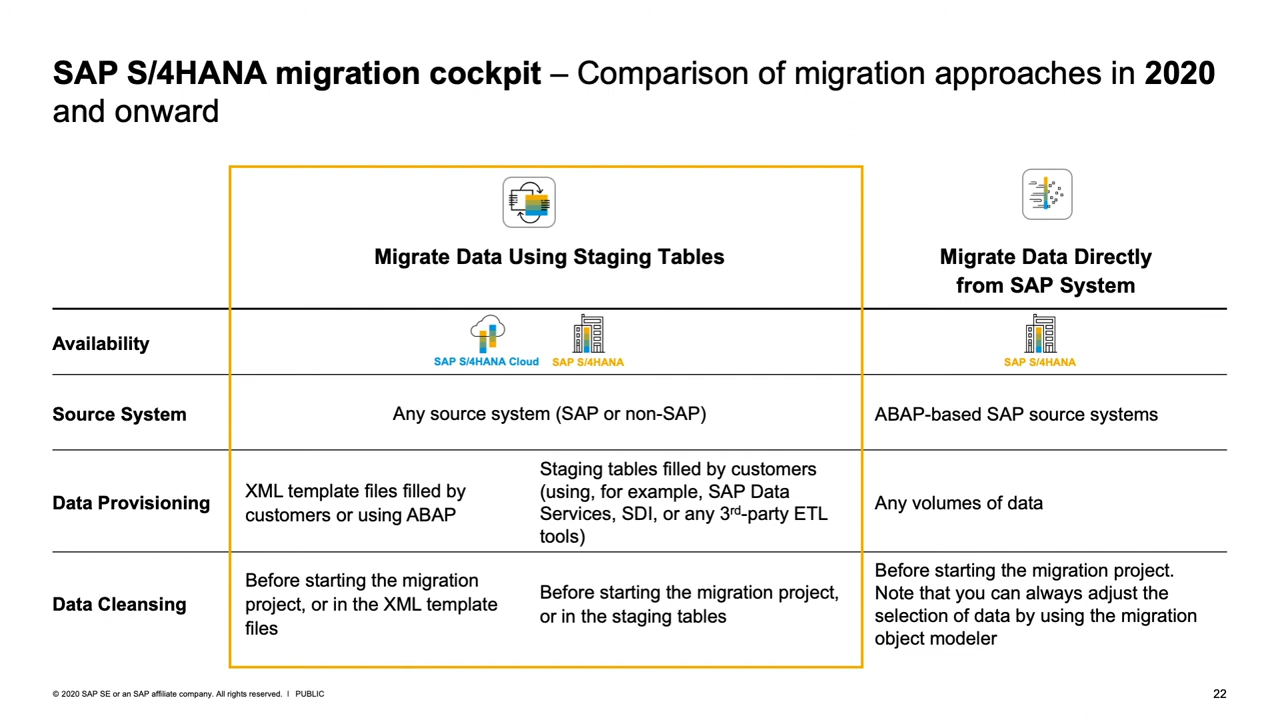 SAP S/4HANA migration cockpit – Comparison of migration approaches in 2020
and onward
Migrate Data Using Staging Tables
Migrate Data Directly
from SAP System
Availability
SAP S/4HANA Cloud
SAP S/4HANA
SAP S/4HANA
Source System
Any source system (SAP or non-SAP)
ABAP-based SAP source systems
Data Provisioning
XML template files filled by
customers or using ABAP
Staging tables filled by customers
(using, for example, SAP Data
Services, SDI, or any 3rd-party ETL
tools)
Any volumes of data
Data Cleansing
Before starting the migration
project, or in the XML template
files
Before starting the migration project,
or in the staging tables
Before starting the migration project.
Note that you can always adjust the
selection of data by using the migration
object modeler
© 2020 SAP SE or an SAP affiliate company. All rights reserved. | PUBLIC
22